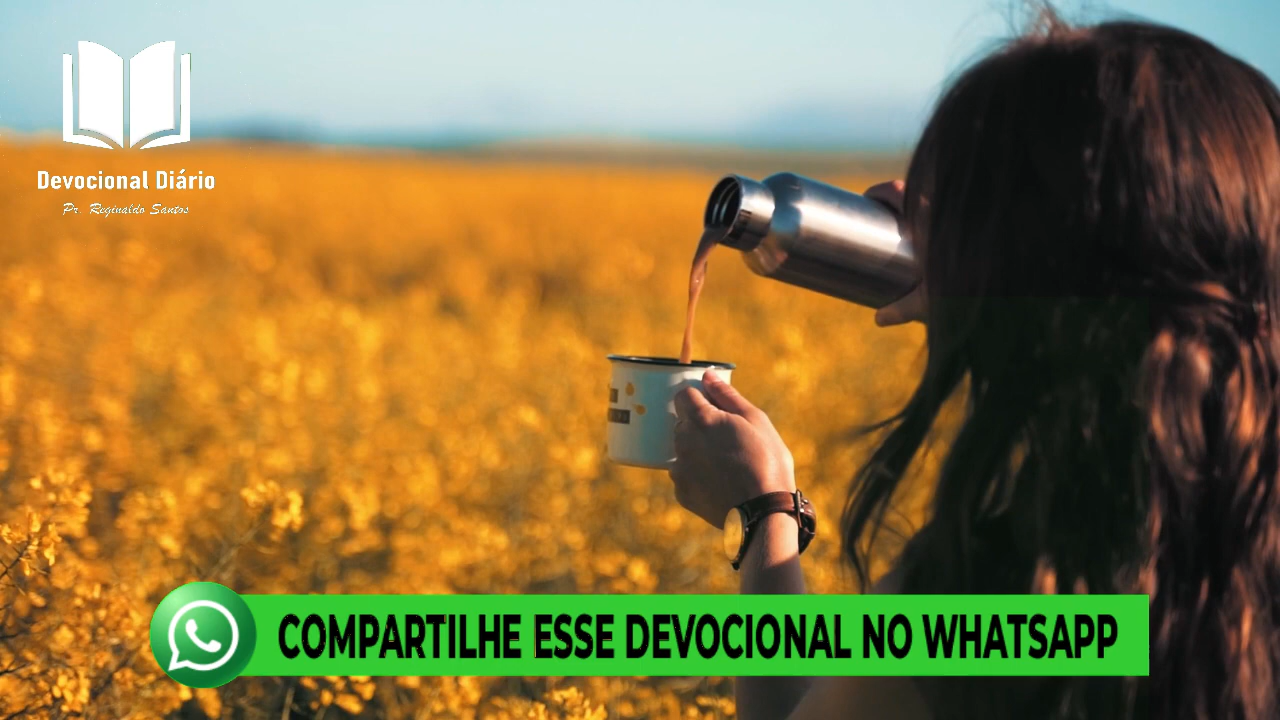 Devocional Diário
Pr. Reginaldo Santos
COMPARTILHE ESSE DEVOCIONAL NO WHATSAPP